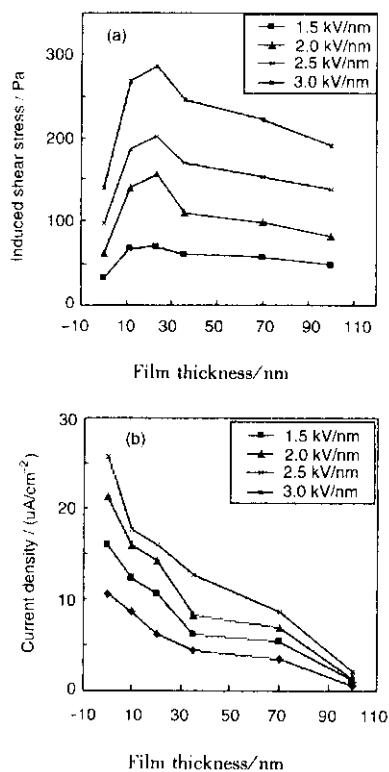 (a)
1.5 kV/nm
2.0 kV/nm
2.5 kV/nm
3.0 kV/nm
Induced shear stress / Pa
300
200
100
0
-10 10 30 50 70 90 110
Film thickness/nm
(b)
1.5 kV/nm
2.0 kV/nm
2.5 kV/nm
3.0 kV/nm
Current density / (uA/cm⁻²)
30
20
10
0
-10 10 30 50 70 90 110
Film thickness/nm